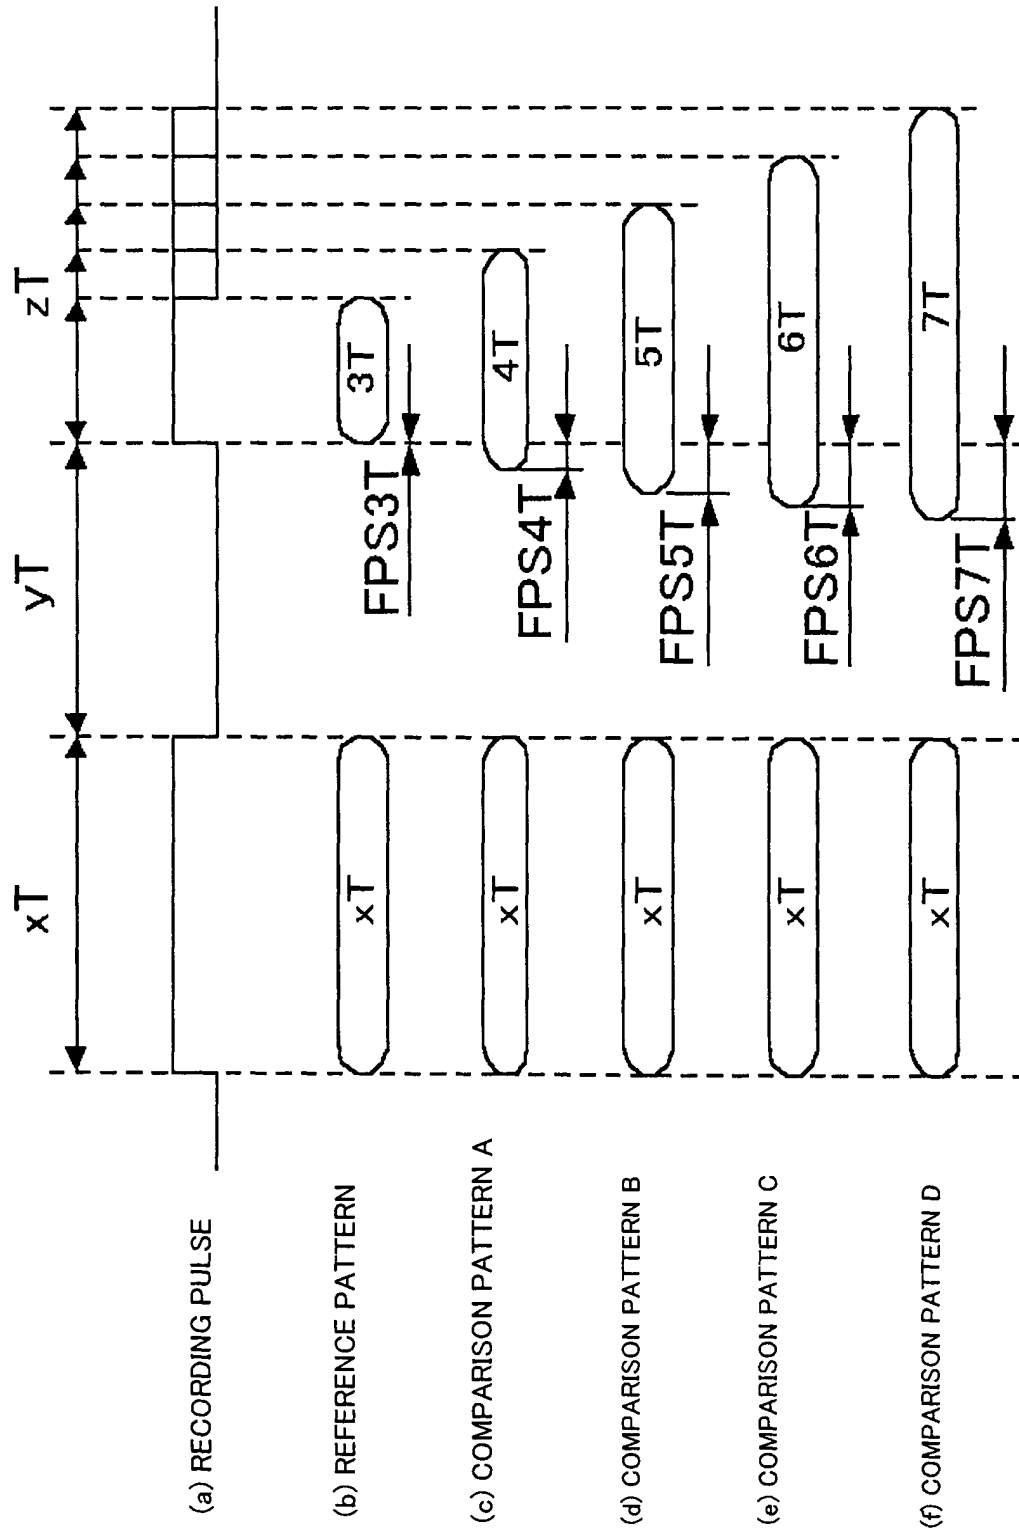 xT yT zT
(a) RECORDING PULSE
(b) REFERENCE PATTERN xT 3T
FPS3T
(c) COMPARISON PATTERN A xT 4T
FPS4T
(d) COMPARISON PATTERN B xT 5T
FPS5T
(e) COMPARISON PATTERN C xT 6T
FPS6T
(f) COMPARISON PATTERN D xT 7T
FPS7T